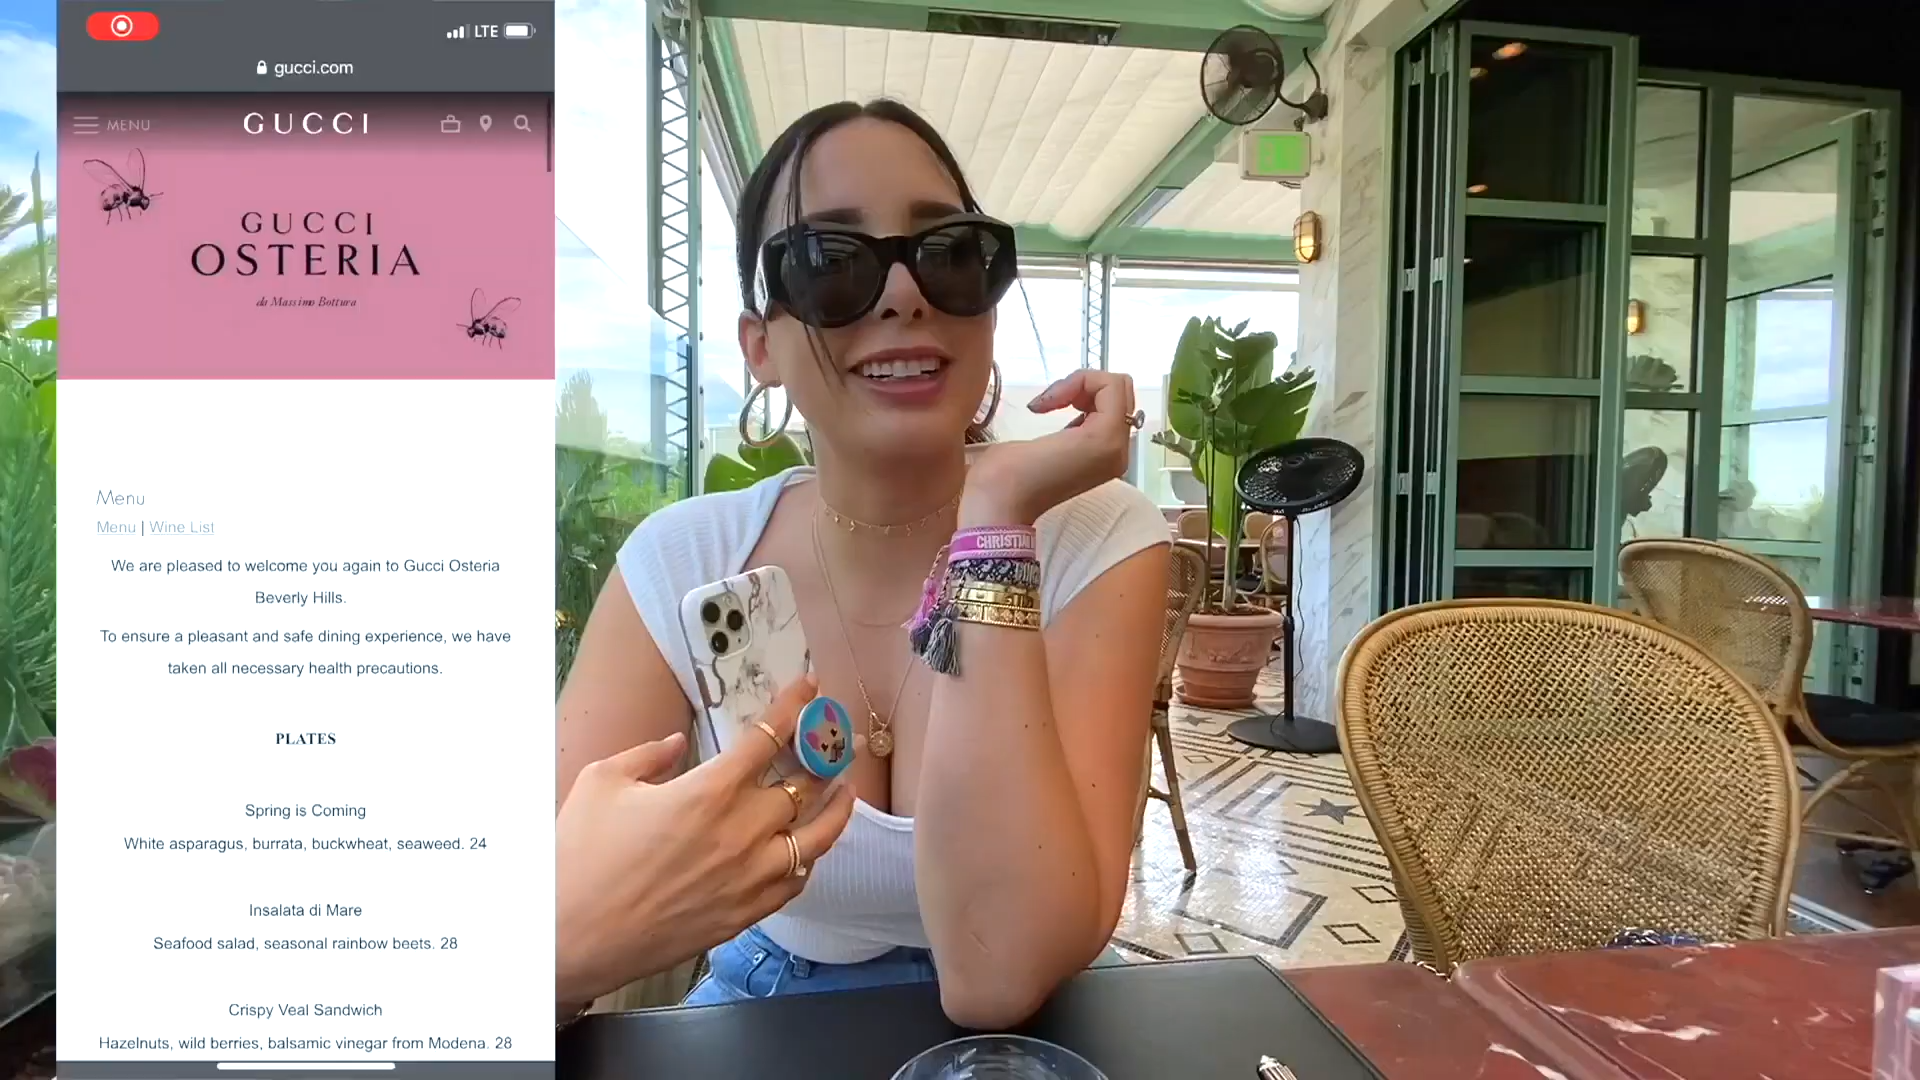 LTE
gucci.com
MENU
GUCCI
GUCCI
OSTERIA
da Massimo Bottura
Menu
Menu | Wine List
We are pleased to welcome you again to Gucci Osteria
Beverly Hills.
To ensure a pleasant and safe dining experience, we have
taken all necessary health precautions.
PLATES
Spring is Coming
White asparagus, burrata, buckwheat, seaweed. 24
Insalata di Mare
Seafood salad, seasonal rainbow beets. 28
Crispy Veal Sandwich
Hazelnuts, wild berries, balsamic vinegar from Modena. 28
CHRISTIAN